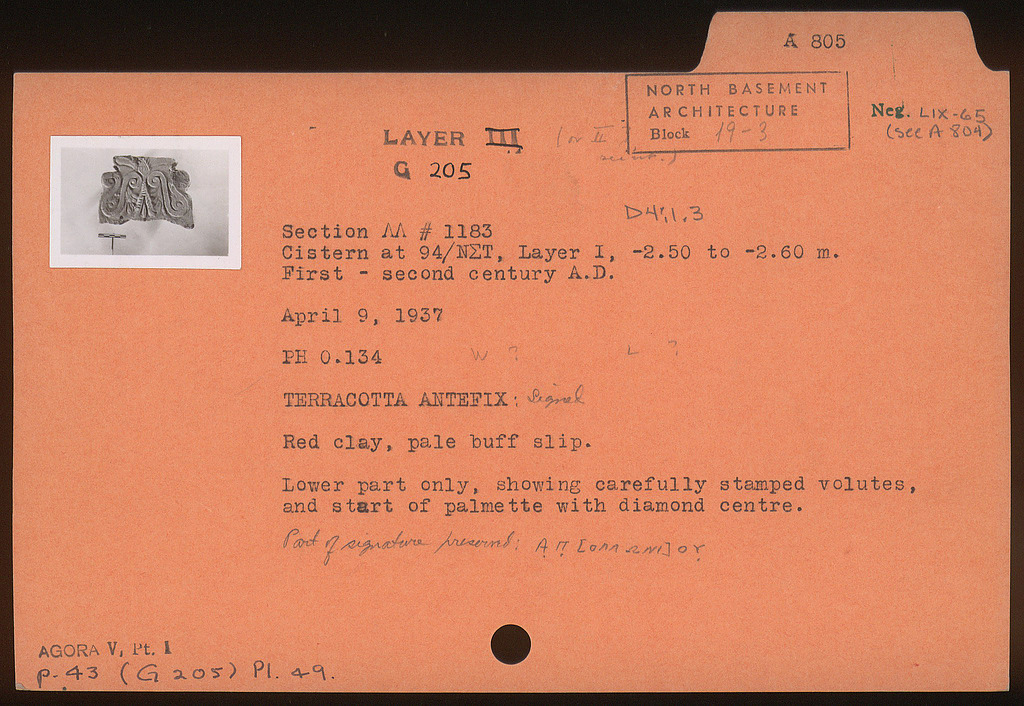 A 805
NORTH BASEMENT
ARCHITECTURE
Block 19-3
Neg. LIX-65
(see A 804)
LAYER III (or II
G 205
D4:1.3
Section ΛΛ # 1183
Cistern at 94/ΝΣΤ, Layer I, -2.50 to -2.60 m.
First - second century A.D.
April 9, 1937
PH 0.134 W ? L ?
TERRACOTTA ANTEFIX: Signed
Red clay, pale buff slip.
Lower part only, showing carefully stamped volutes,
and start of palmette with diamond centre.
Part of signature preserved:
AGORA V, Pt. I
p. 43 (G 205) Pl. 49.